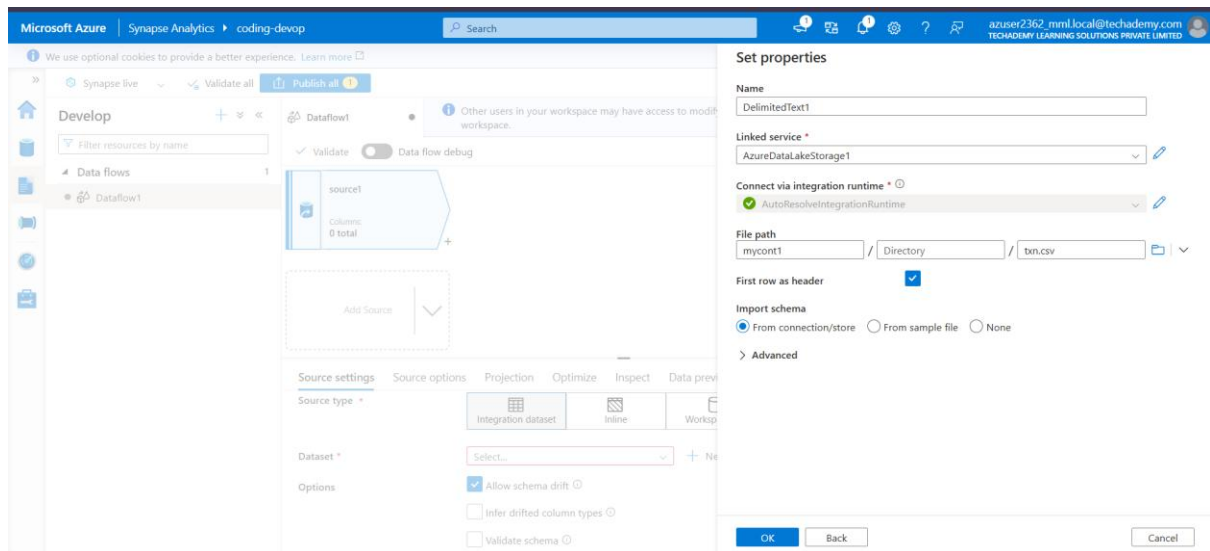 Microsoft Azure | Synapse Analytics ▸ coding-devop
Search
azuser2362_mml.local@techademy.com
TECHADEMY LEARNING SOLUTIONS PRIVATE LIMITED
We use optional cookies to provide a better experience. Learn more
Synapse live
Validate all
Publish all 1
Develop
Filter resources by name
Data flows 1
Dataflow1
Dataflow1
Other users in your workspace may have access to modif
workspace.
Validate
Data flow debug
source1
Columns:
0 total
+
Add Source
Source settings Source options Projection Optimize Inspect Data previ
Source type *
Integration dataset
Inline
Worksp
Dataset *
Select...
+ Ne
Options
Allow schema drift
Infer drifted column types
Validate schema
Set properties
Name
DelimitedText1
Linked service *
AzureDataLakeStorage1
Connect via integration runtime *
AutoResolveIntegrationRuntime
File path
mycont1 / Directory / txn.csv
First row as header
Import schema
From connection/store From sample file None
Advanced
OK Back Cancel